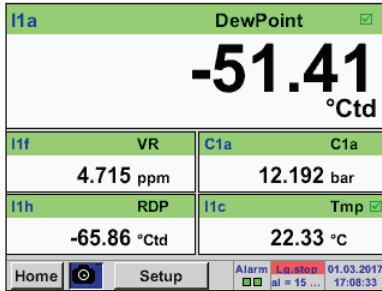 I1a DewPoint
-51.41
°Ctd
I1f VR C1a C1a
4.715 ppm 12.192 bar
I1h RDP I1c Tmp
-65.86 °Ctd 22.33 °C
Home Setup Alarm Lg.stop 01.03.2017
al = 15 ... 17:08:33